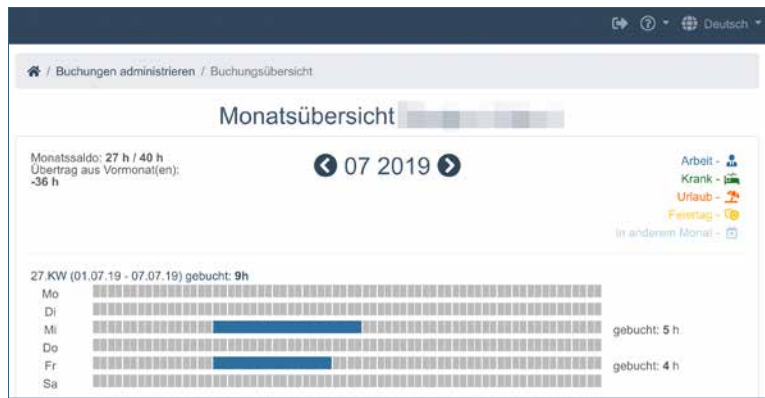 Deutsch
/ Buchungen administrieren / Buchungsübersicht
Monatsübersicht
Monatssaldo: 27 h / 40 h
Übertrag aus Vormonat(en):
-36 h
07 2019
Arbeit -
Krank -
Urlaub -
Feiertag -
In anderem Monat -
27.KW (01.07.19 - 07.07.19) gebucht: 9h
Mo
Di
Mi gebucht: 5 h
Do
Fr gebucht: 4 h
Sa